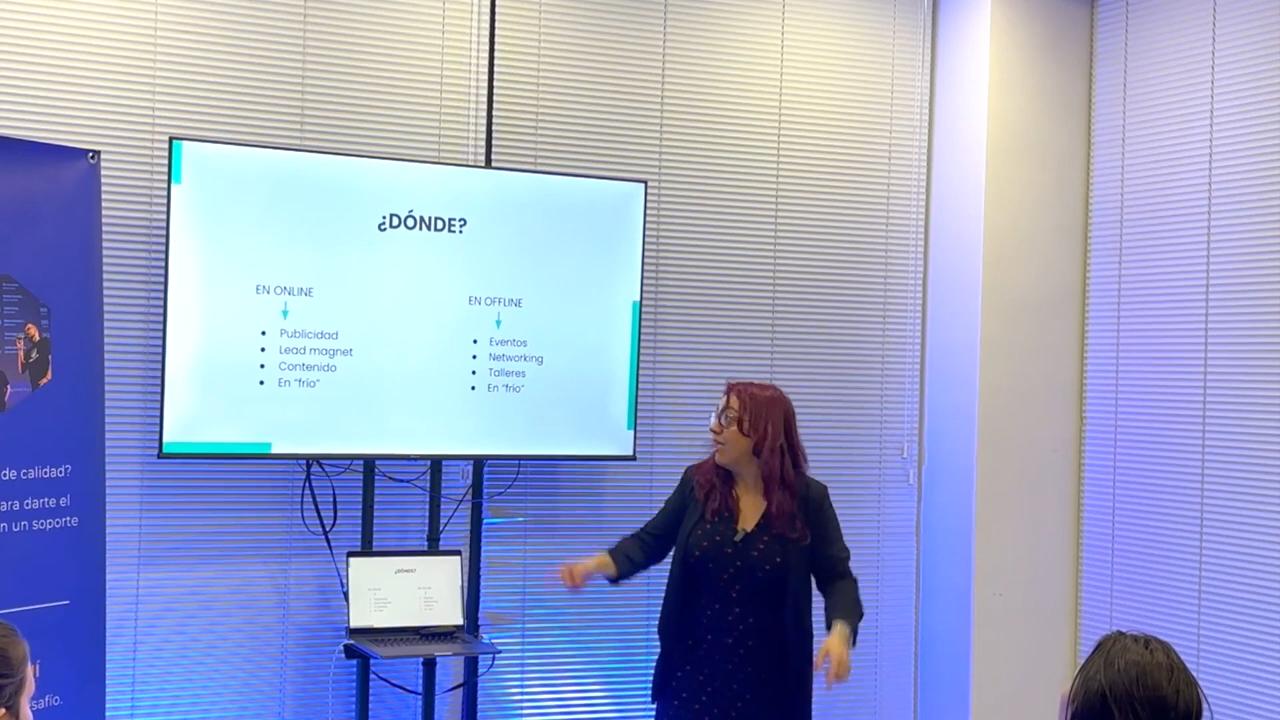 ¿DÓNDE?
EN ONLINE
Publicidad
Lead magnet
Contenido
En “frío”
EN OFFLINE
Eventos
Networking
Talleres
En “frío”
de calidad?
ara darte el
n un soporte
safío.
¿DÓNDE?